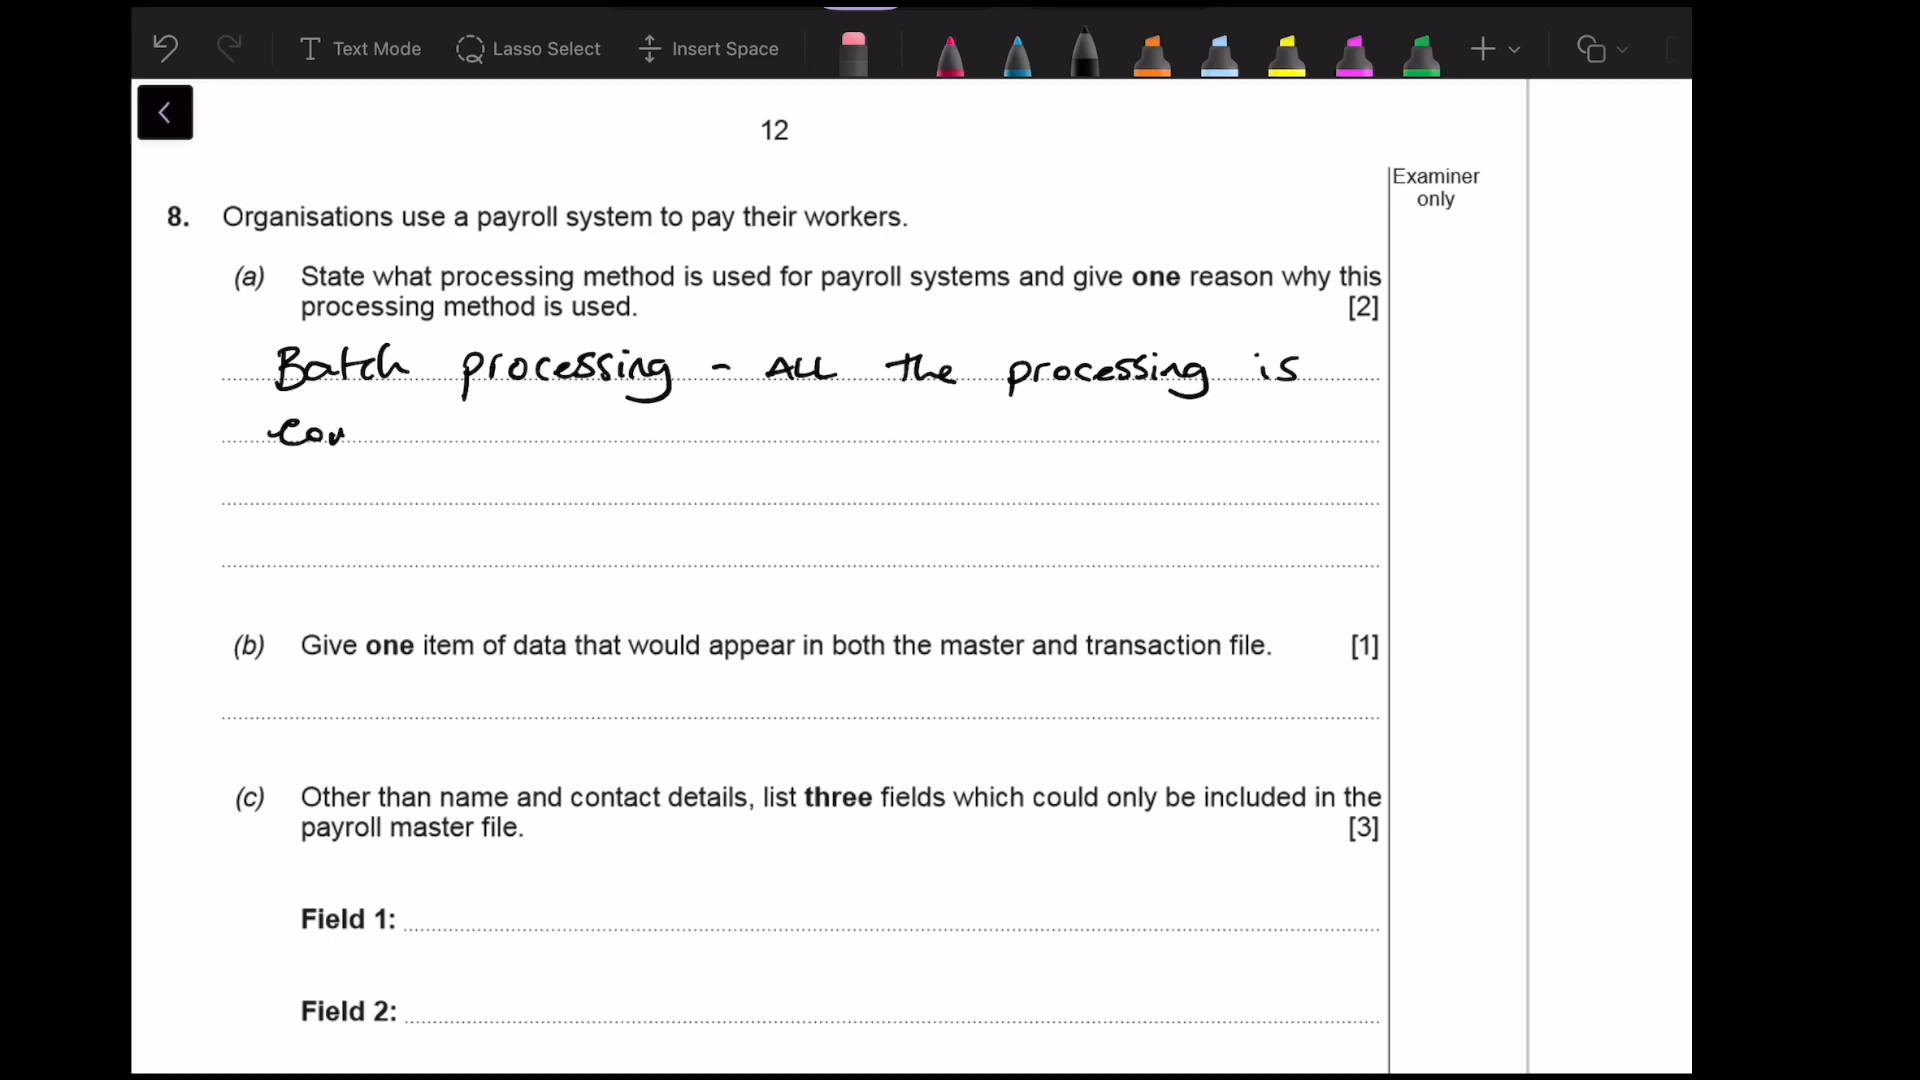 Text Mode Lasso Select Insert Space
12
Examiner
only
8. Organisations use a payroll system to pay their workers.
(a) State what processing method is used for payroll systems and give one reason why this
processing method is used. [2]
Batch processing - ALL the processing is
con
(b) Give one item of data that would appear in both the master and transaction file. [1]
(c) Other than name and contact details, list three fields which could only be included in the
payroll master file. [3]
Field 1:
Field 2: